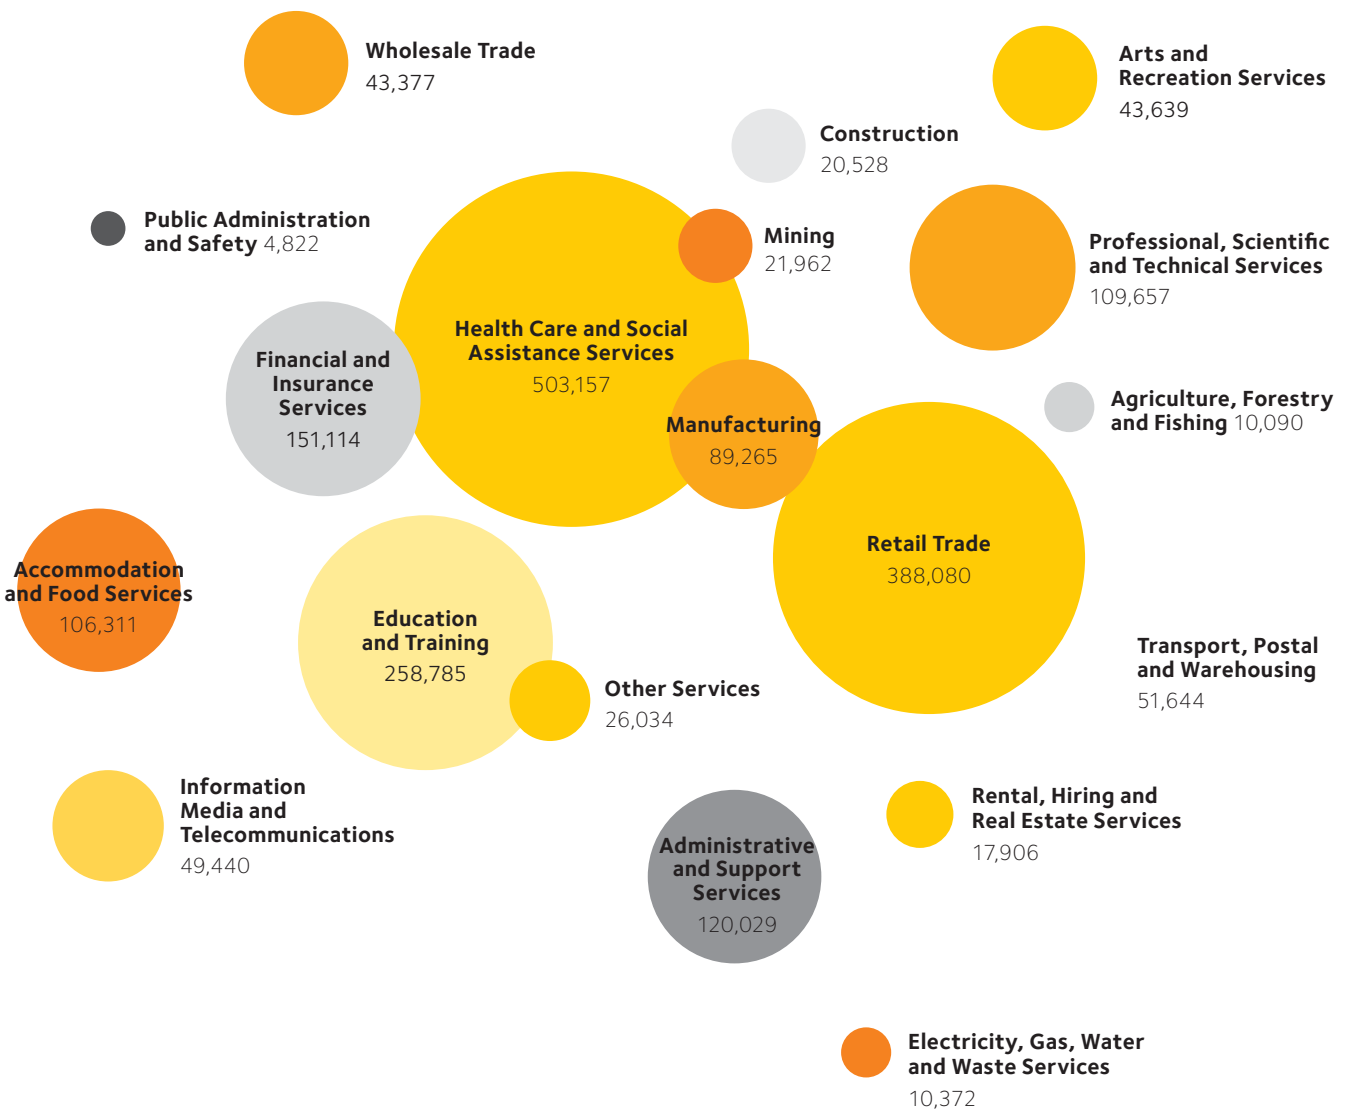 Wholesale Trade
43,377
Arts and
Recreation Services
43,639
Construction
20,528
Public Administration
and Safety 4,822
Mining
21,962
Professional, Scientific
and Technical Services
109,657
Health Care and Social
Assistance Services
503,157
Financial and
Insurance
Services
151,114
Manufacturing
89,265
Agriculture, Forestry
and Fishing 10,090
Retail Trade
388,080
Accommodation
and Food Services
106,311
Education
and Training
258,785
Transport, Postal
and Warehousing
51,644
Other Services
26,034
Information
Media and
Telecommunications
49,440
Rental, Hiring and
Real Estate Services
17,906
Administrative
and Support
Services
120,029
Electricity, Gas, Water
and Waste Services
10,372